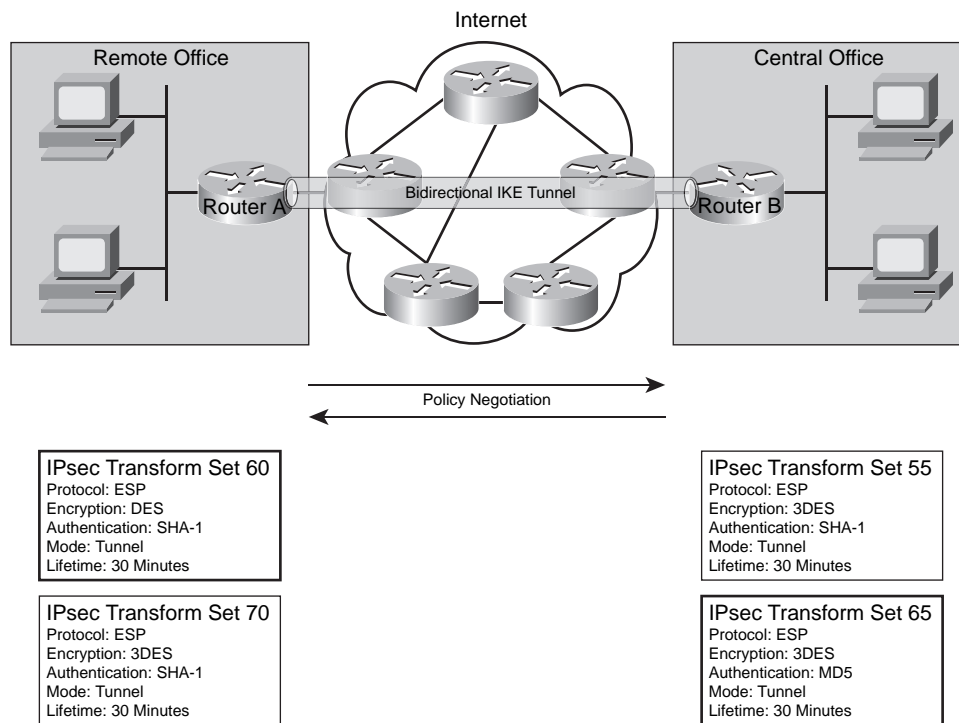 Internet
Remote Office
Central Office
Router A
Bidirectional IKE Tunnel
Router B
Policy Negotiation
IPsec Transform Set 60
Protocol: ESP
Encryption: DES
Authentication: SHA-1
Mode: Tunnel
Lifetime: 30 Minutes
IPsec Transform Set 70
Protocol: ESP
Encryption: 3DES
Authentication: SHA-1
Mode: Tunnel
Lifetime: 30 Minutes
IPsec Transform Set 55
Protocol: ESP
Encryption: 3DES
Authentication: SHA-1
Mode: Tunnel
Lifetime: 30 Minutes
IPsec Transform Set 65
Protocol: ESP
Encryption: 3DES
Authentication: MD5
Mode: Tunnel
Lifetime: 30 Minutes